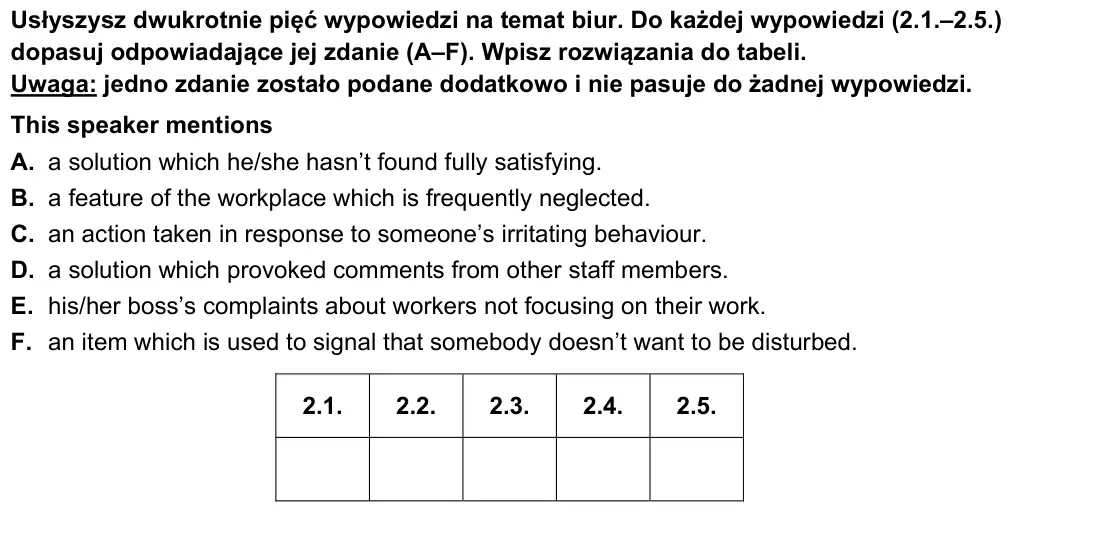 Usłyszysz dwukrotnie pięć wypowiedzi na temat biur. Do każdej wypowiedzi (2.1.–2.5.)
dopasuj odpowiadające jej zdanie (A–F). Wpisz rozwiązania do tabeli.
Uwaga: jedno zdanie zostało podane dodatkowo i nie pasuje do żadnej wypowiedzi.
This speaker mentions
A. a solution which he/she hasn’t found fully satisfying.
B. a feature of the workplace which is frequently neglected.
C. an action taken in response to someone’s irritating behaviour.
D. a solution which provoked comments from other staff members.
E. his/her boss’s complaints about workers not focusing on their work.
F. an item which is used to signal that somebody doesn’t want to be disturbed.
2.1. 2.2. 2.3. 2.4. 2.5.